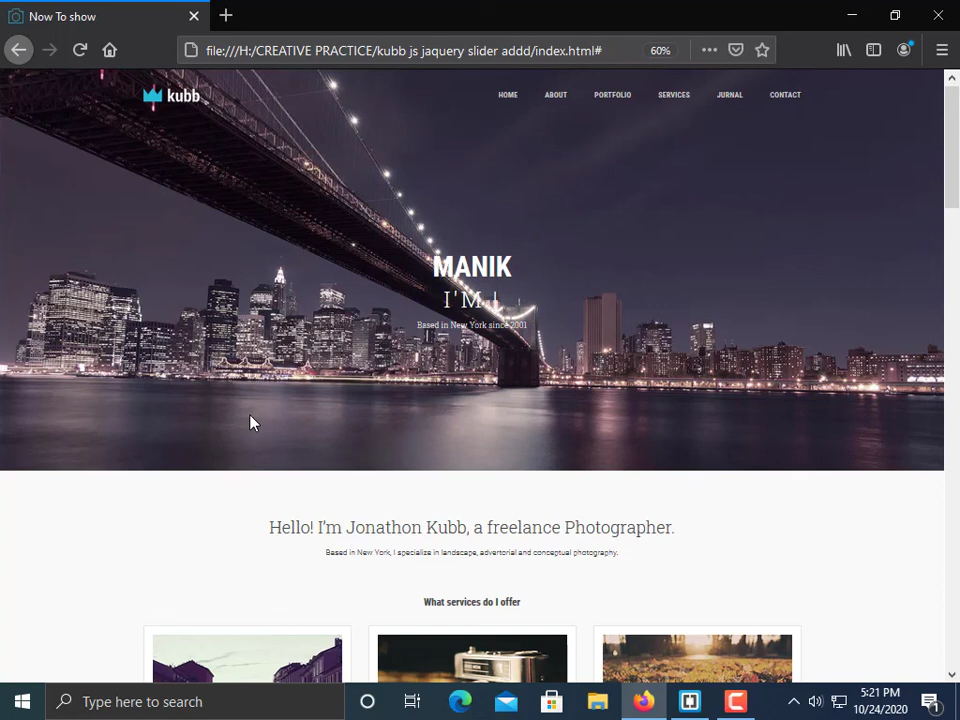 Now To show
file:///H:/CREATIVE PRACTICE/kubb js jaquery slider addd/index.html#
60%
kubb
HOME
ABOUT
PORTFOLIO
SERVICES
JURNAL
CONTACT
MANIK
I'M
Based in New York since 2001
Hello! I'm Jonathon Kubb, a freelance Photographer.
Based in New York, I specialize in landscape, advertorial and conceptual photography.
What services do I offer
Type here to search
5:21 PM
10/24/2020
1